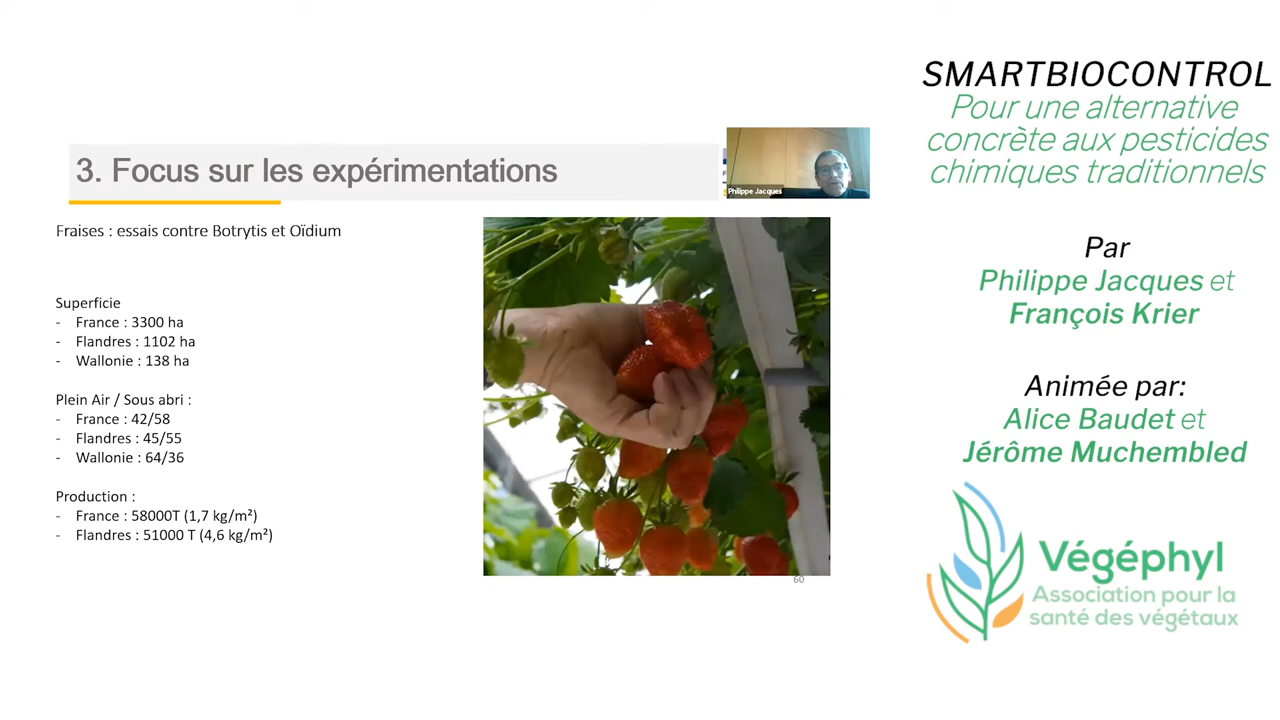 3. Focus sur les expérimentations
Philippe Jacques
Fraises : essais contre Botrytis et Oïdium
Superficie
- France : 3300 ha
- Flandres : 1102 ha
- Wallonie : 138 ha
Plein Air / Sous abri :
- France : 42/58
- Flandres : 45/55
- Wallonie : 64/36
Production :
- France : 58000T (1,7 kg/m²)
- Flandres : 51000 T (4,6 kg/m²)
60
SMARTBIOCONTROL
Pour une alternative
concrète aux pesticides
chimiques traditionnels
Par
Philippe Jacques et
François Krier
Animée par:
Alice Baudet et
Jérôme Muchembled
Végéphyl
Association pour la
santé des végétaux